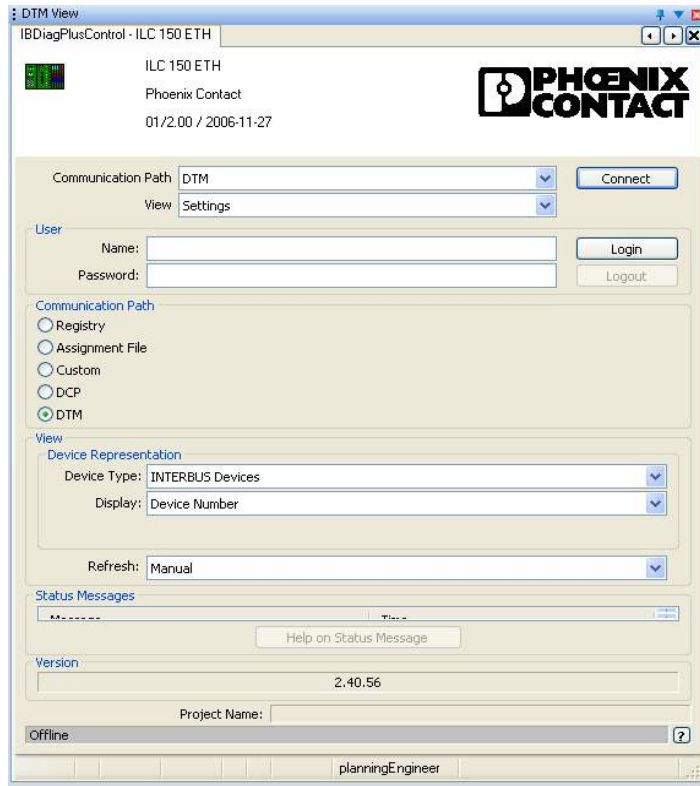 DTM View
IBDiagPlusControl - ILC 150 ETH
ILC 150 ETH
Phoenix Contact
01/2.00 / 2006-11-27
PHŒNIX
CONTACT
Communication Path DTM Connect
View Settings
User
Name: Login
Password: Logout
Communication Path
Registry
Assignment File
Custom
DCP
DTM
View
Device Representation
Device Type: INTERBUS Devices
Display: Device Number
Refresh: Manual
Status Messages
Message Time
Help on Status Message
Version
2.40.56
Project Name:
Offline ?
planningEngineer